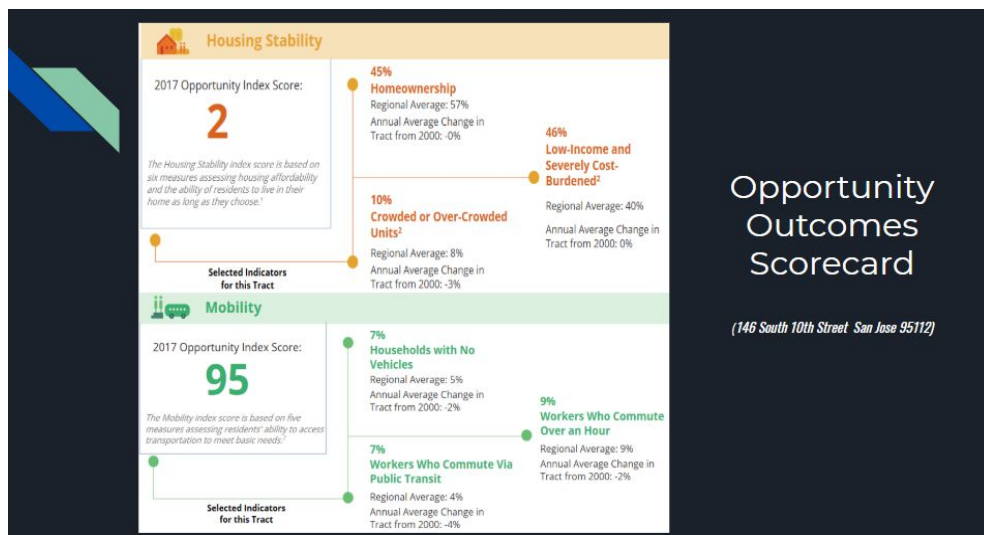 Housing Stability
2017 Opportunity Index Score:
2
The Housing Stability index score is based on
six measures assessing housing affordability
and the ability of residents to live in their
home as long as they choose.¹
Selected Indicators
for this Tract
45%
Homeownership
Regional Average: 57%
Annual Average Change in
Tract from 2000: -0%
46%
Low-Income and
Severely Cost-
Burdened²
Regional Average: 40%
Annual Average Change in
Tract from 2000: 0%
10%
Crowded or Over-Crowded
Units²
Regional Average: 8%
Annual Average Change in
Tract from 2000: -3%
Mobility
2017 Opportunity Index Score:
95
The Mobility index score is based on five
measures assessing residents' ability to access
transportation to meet basic needs.²
Selected Indicators
for this Tract
7%
Households with No
Vehicles
Regional Average: 5%
Annual Average Change in
Tract from 2000: -2%
9%
Workers Who Commute
Over an Hour
Regional Average: 9%
Annual Average Change in
Tract from 2000: -2%
7%
Workers Who Commute Via
Public Transit
Regional Average: 4%
Annual Average Change in
Tract from 2000: -4%
Opportunity
Outcomes
Scorecard
(146 South 10th Street San Jose 95112)